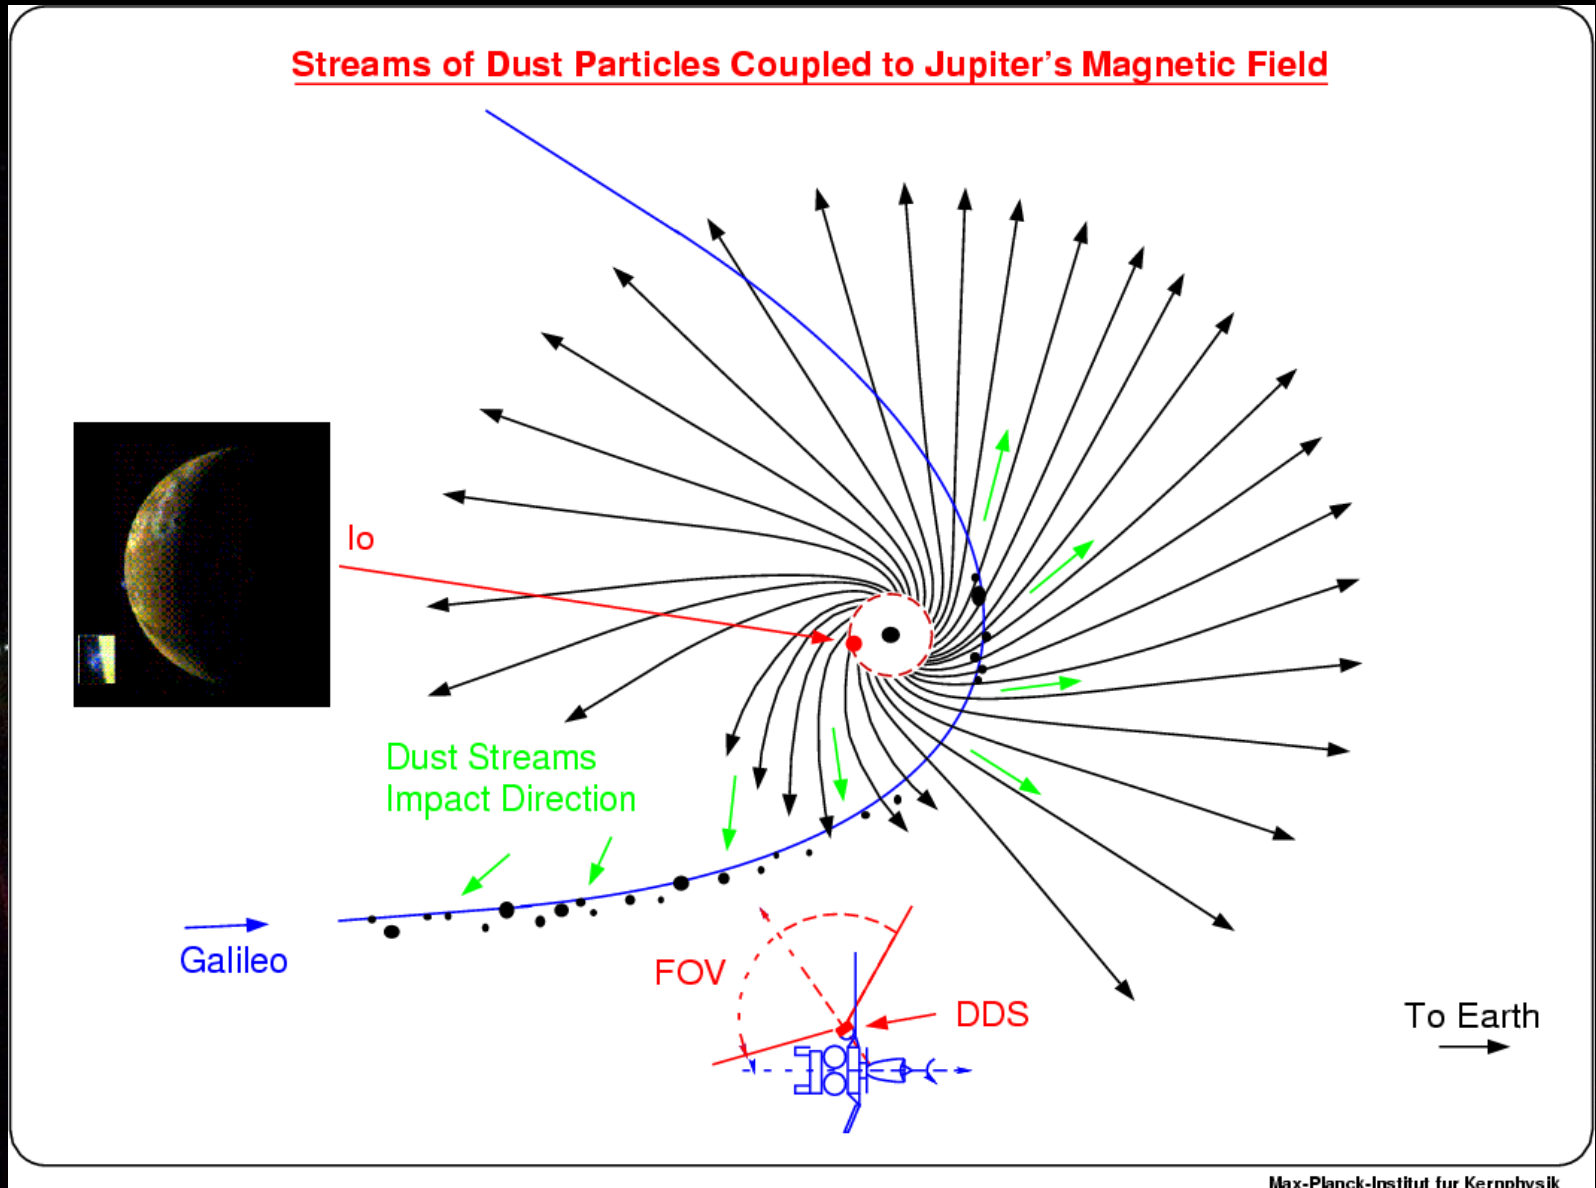 Streams of Dust Particles Coupled to Jupiter's Magnetic Field
Io
Dust Streams
Impact Direction
Galileo
FOV
DDS
To Earth
Max-Planck-Institut fur Kernphysik